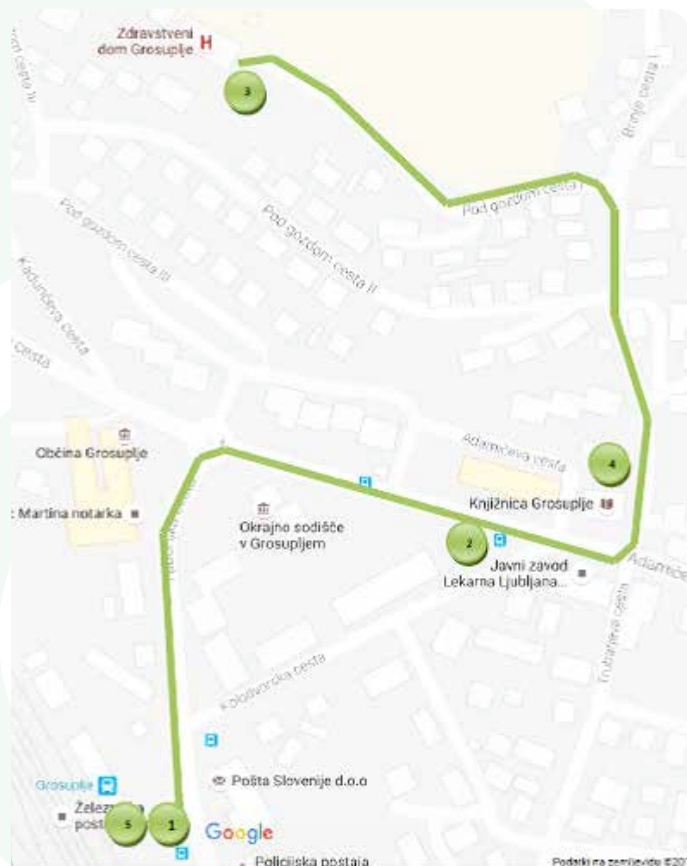 Zdravstveni
dom Grosuplje
H
3
Brinje cesta I
Pod gozdom cesta I
Pod gozdom cesta II
Pod gozdom cesta III
Kadunčeva cesta
cesta
Občina Grosuplje
Adamičeva cesta
4
Knjižnica Grosuplje
Martina notarka
Okrajno sodišče
v Grosupljem
2
Javni zavod
Lekarna Ljubljana...
Trubarjeva cesta
Kolodvorska cesta
Grosuplje
Pošta Slovenije d.o.o
5
1
Google
Policijska postaja
Podatki na zemljevidu